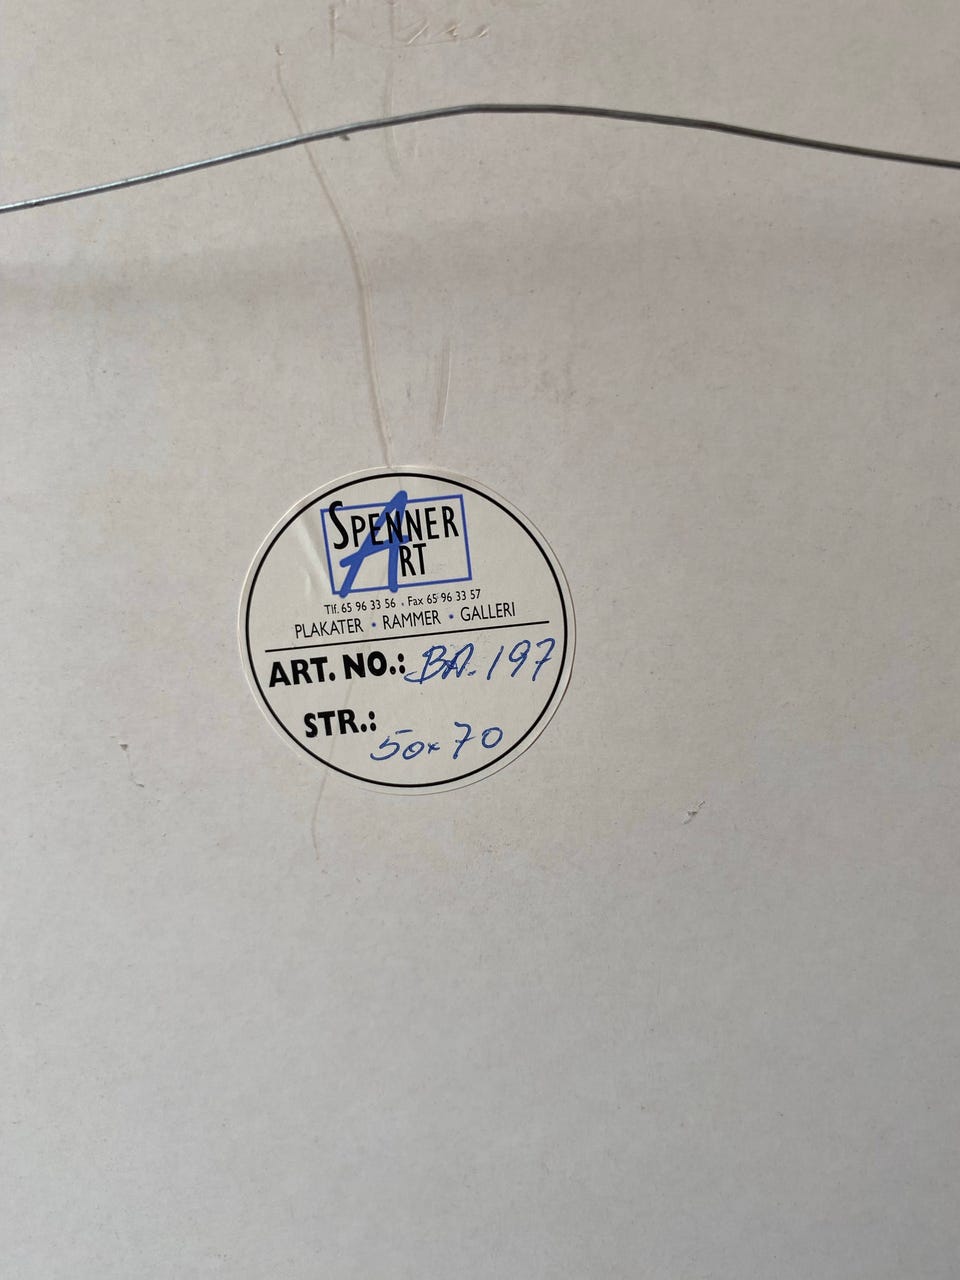 SPENNER
ART
Tlf. 65 96 33 56 • Fax 65 96 33 57
PLAKATER • RAMMER • GALLERI
ART. NO.: BA.197
STR.: 50x70